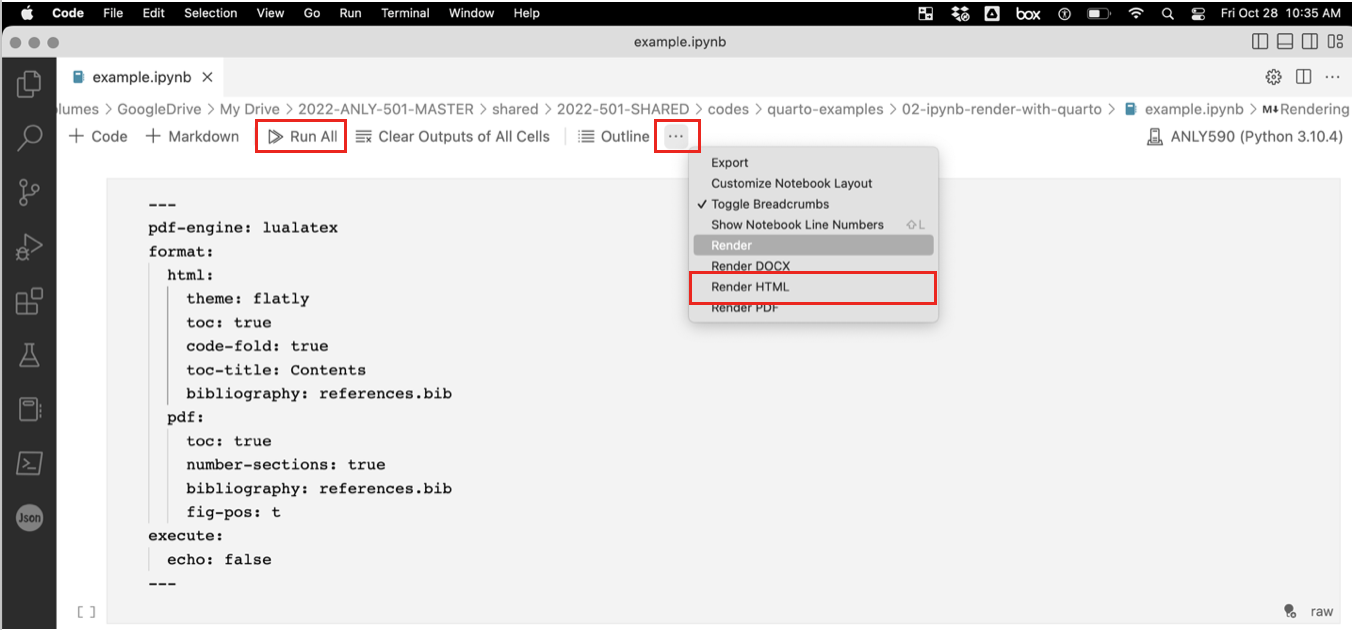 Code File Edit Selection View Go Run Terminal Window Help box Fri Oct 28 10:35 AM
example.ipynb
example.ipynb
lumes > GoogleDrive > My Drive > 2022-ANLY-501-MASTER > shared > 2022-501-SHARED > codes > quarto-examples > 02-ipynb-render-with-quarto > example.ipynb > M↓Rendering
+ Code + Markdown Run All Clear Outputs of All Cells Outline ... ANLY590 (Python 3.10.4)
Export
Customize Notebook Layout
✓ Toggle Breadcrumbs
Show Notebook Line Numbers ⇧L
Render
Render DOCX
Render HTML
Render PDF
---
pdf-engine: lualatex
format:
html:
theme: flatly
toc: true
code-fold: true
toc-title: Contents
bibliography: references.bib
pdf:
toc: true
number-sections: true
bibliography: references.bib
fig-pos: t
execute:
echo: false
---
[ ] raw
Json